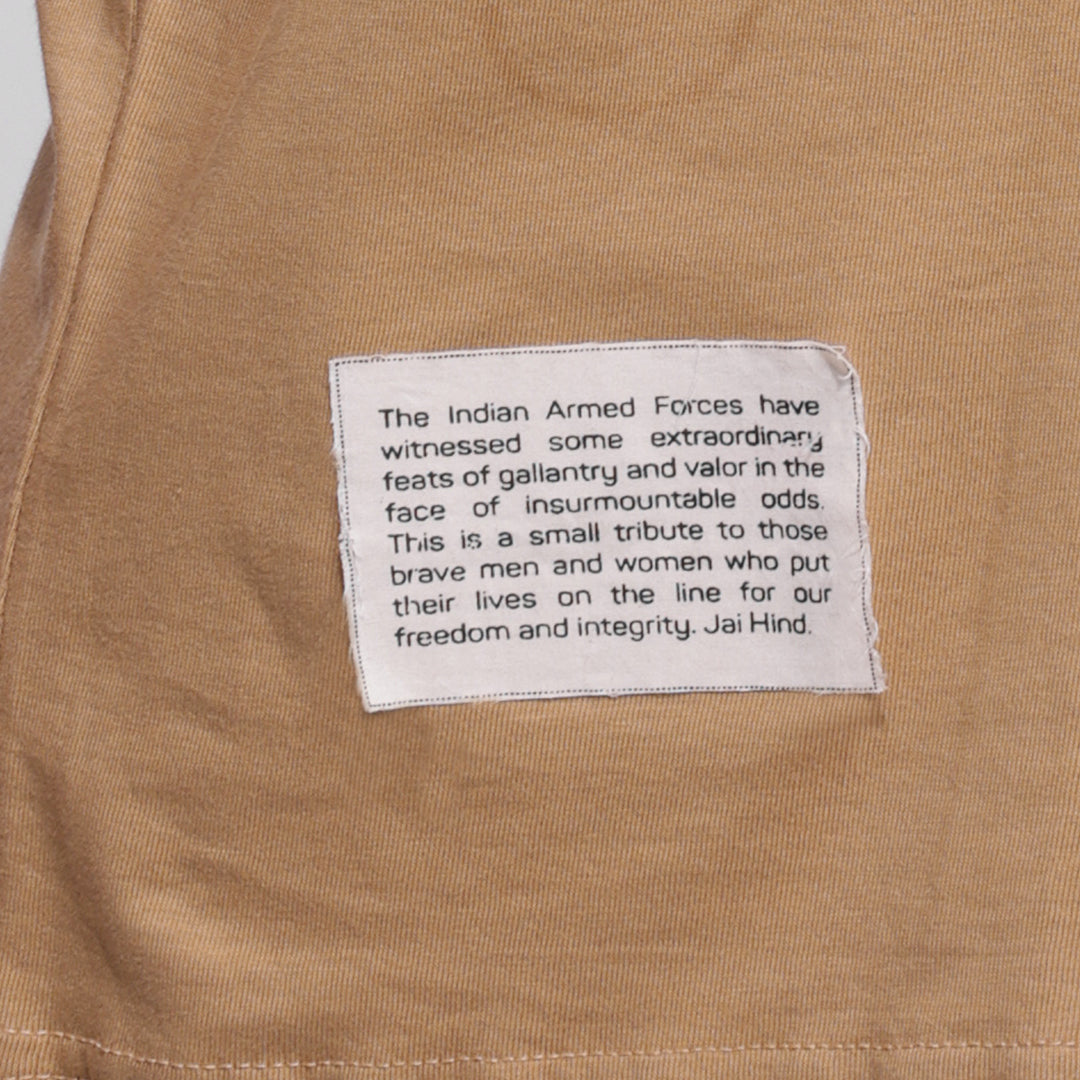 The Indian Armed Forces have
witnessed some extraordinary
feats of gallantry and valor in the
face of insurmountable odds.
This is a small tribute to those
brave men and women who put
their lives on the line for our
freedom and integrity. Jai Hind.